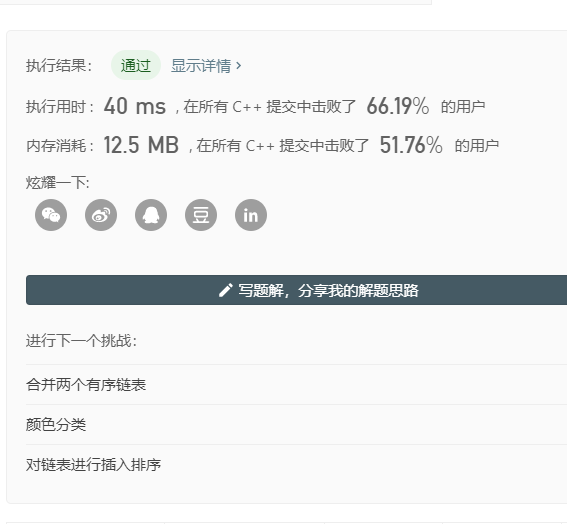 执行结果： 通过 显示详情 ›
执行用时： 40 ms ，在所有 C++ 提交中击败了 66.19% 的用户
内存消耗： 12.5 MB ，在所有 C++ 提交中击败了 51.76% 的用户
炫耀一下:
豆 in
写题解，分享我的解题思路
进行下一个挑战：
合并两个有序链表
颜色分类
对链表进行插入排序